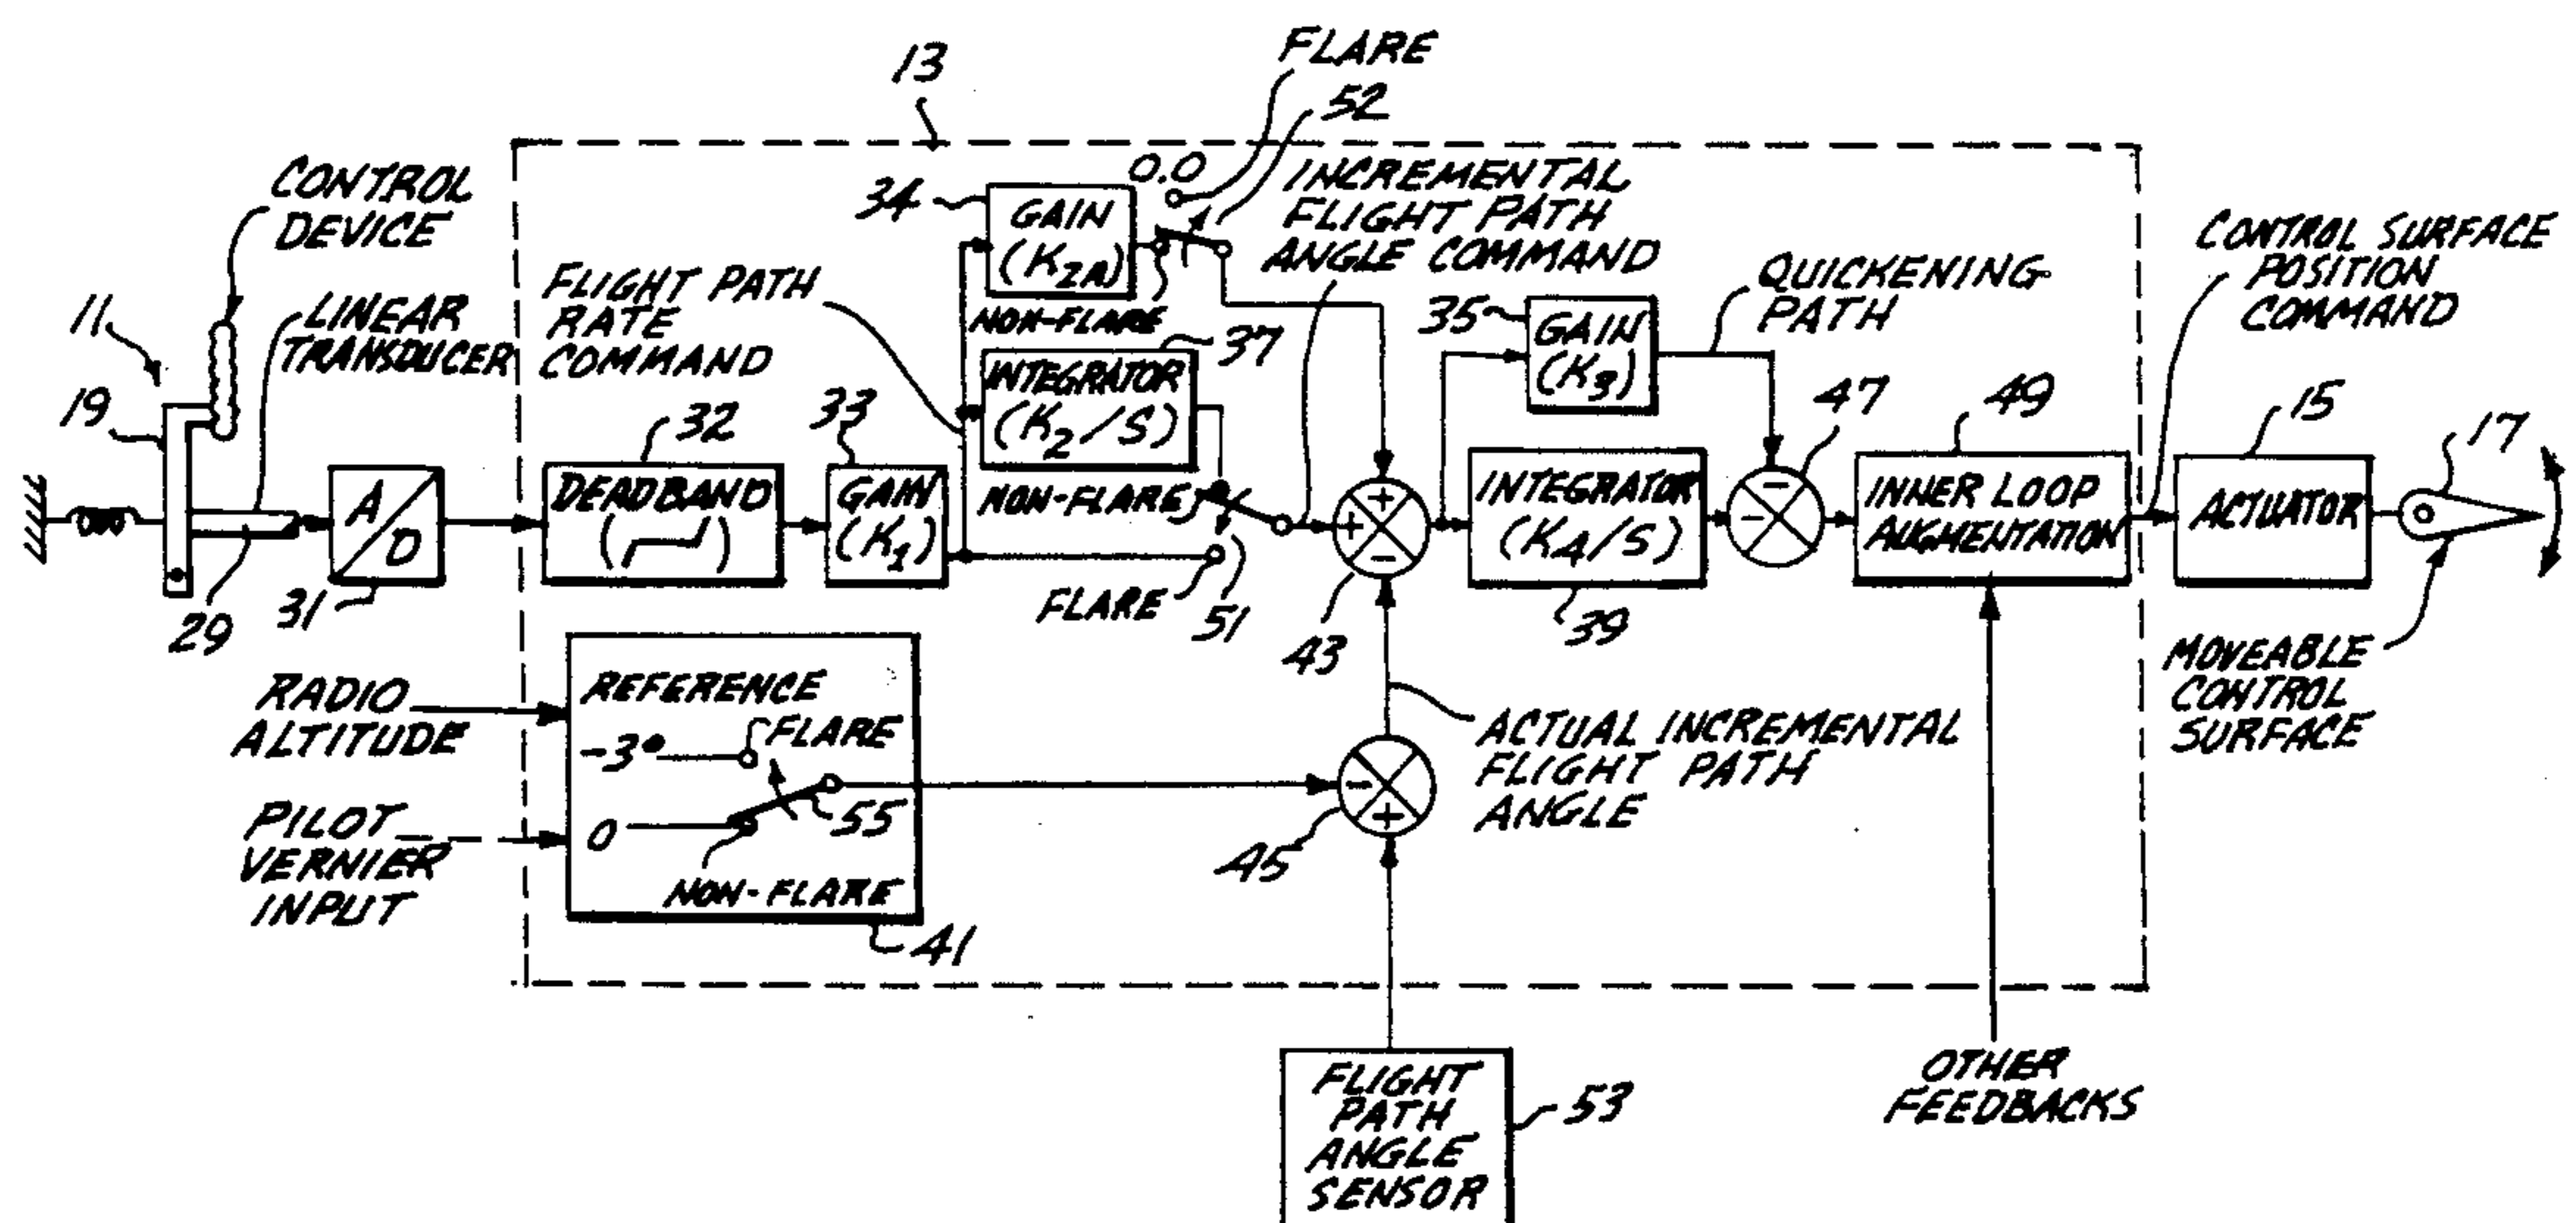 13
FLARE
52
CONTROL
DEVICE
34
GAIN
(K2A)
0.0
INCREMENTAL
FLIGHT PATH
ANGLE COMMAND
CONTROL SURFACE
POSITION
COMMAND
11
LINEAR
TRANSDUCER
FLIGHT PATH
RATE
COMMAND
NON-FLARE
37
INTEGRATOR
(K2/S)
35
GAIN
(K3)
QUICKENING
PATH
19
A/D
31
29
32
DEADBAND
33
GAIN
(K1)
NON-FLARE
FLARE
51
43
INTEGRATOR
(K4/S)
39
47
49
INNER LOOP
AUGMENTATION
15
ACTUATOR
17
MOVEABLE
CONTROL
SURFACE
RADIO
ALTITUDE
PILOT
VERNIER
INPUT
REFERENCE
-3°
FLARE
0
55
NON-FLARE
41
45
ACTUAL INCREMENTAL
FLIGHT PATH
ANGLE
FLIGHT
PATH
ANGLE
SENSOR
53
OTHER
FEEDBACKS